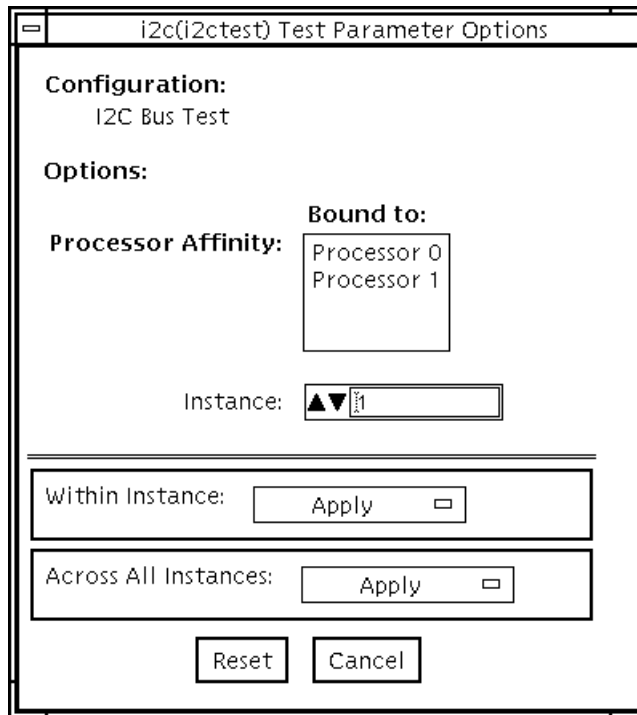 i2c(i2ctest) Test Parameter Options
Configuration:
I2C Bus Test
Options:
Bound to:
Processor Affinity:
Processor 0
Processor 1
Instance:
1
Within Instance:
Apply
Across All Instances:
Apply
Reset
Cancel